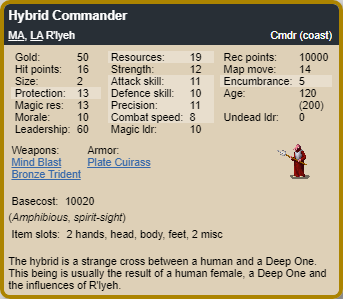 Hybrid Commander
MA, LA R'lyeh Cmdr (coast)
Gold: 50 Resources: 19 Rec points: 10000
Hit points: 16 Strength: 12 Map move: 14
Size: 2 Attack skill: 11 Encumbrance: 5
Protection: 13 Defence skill: 10 Age: 120
Magic res: 13 Precision: 11 (200)
Morale: 10 Combat speed: 8 Undead ldr: 0
Leadership: 60 Magic ldr: 10
Weapons: Armor:
Mind Blast Plate Cuirass
Bronze Trident
Basecost: 10020
(Amphibious, spirit-sight)
Item slots: 2 hands, head, body, feet, 2 misc
The hybrid is a strange cross between a human and a Deep One.
This being is usually the result of a human female, a Deep One and
the influences of R'lyeh.